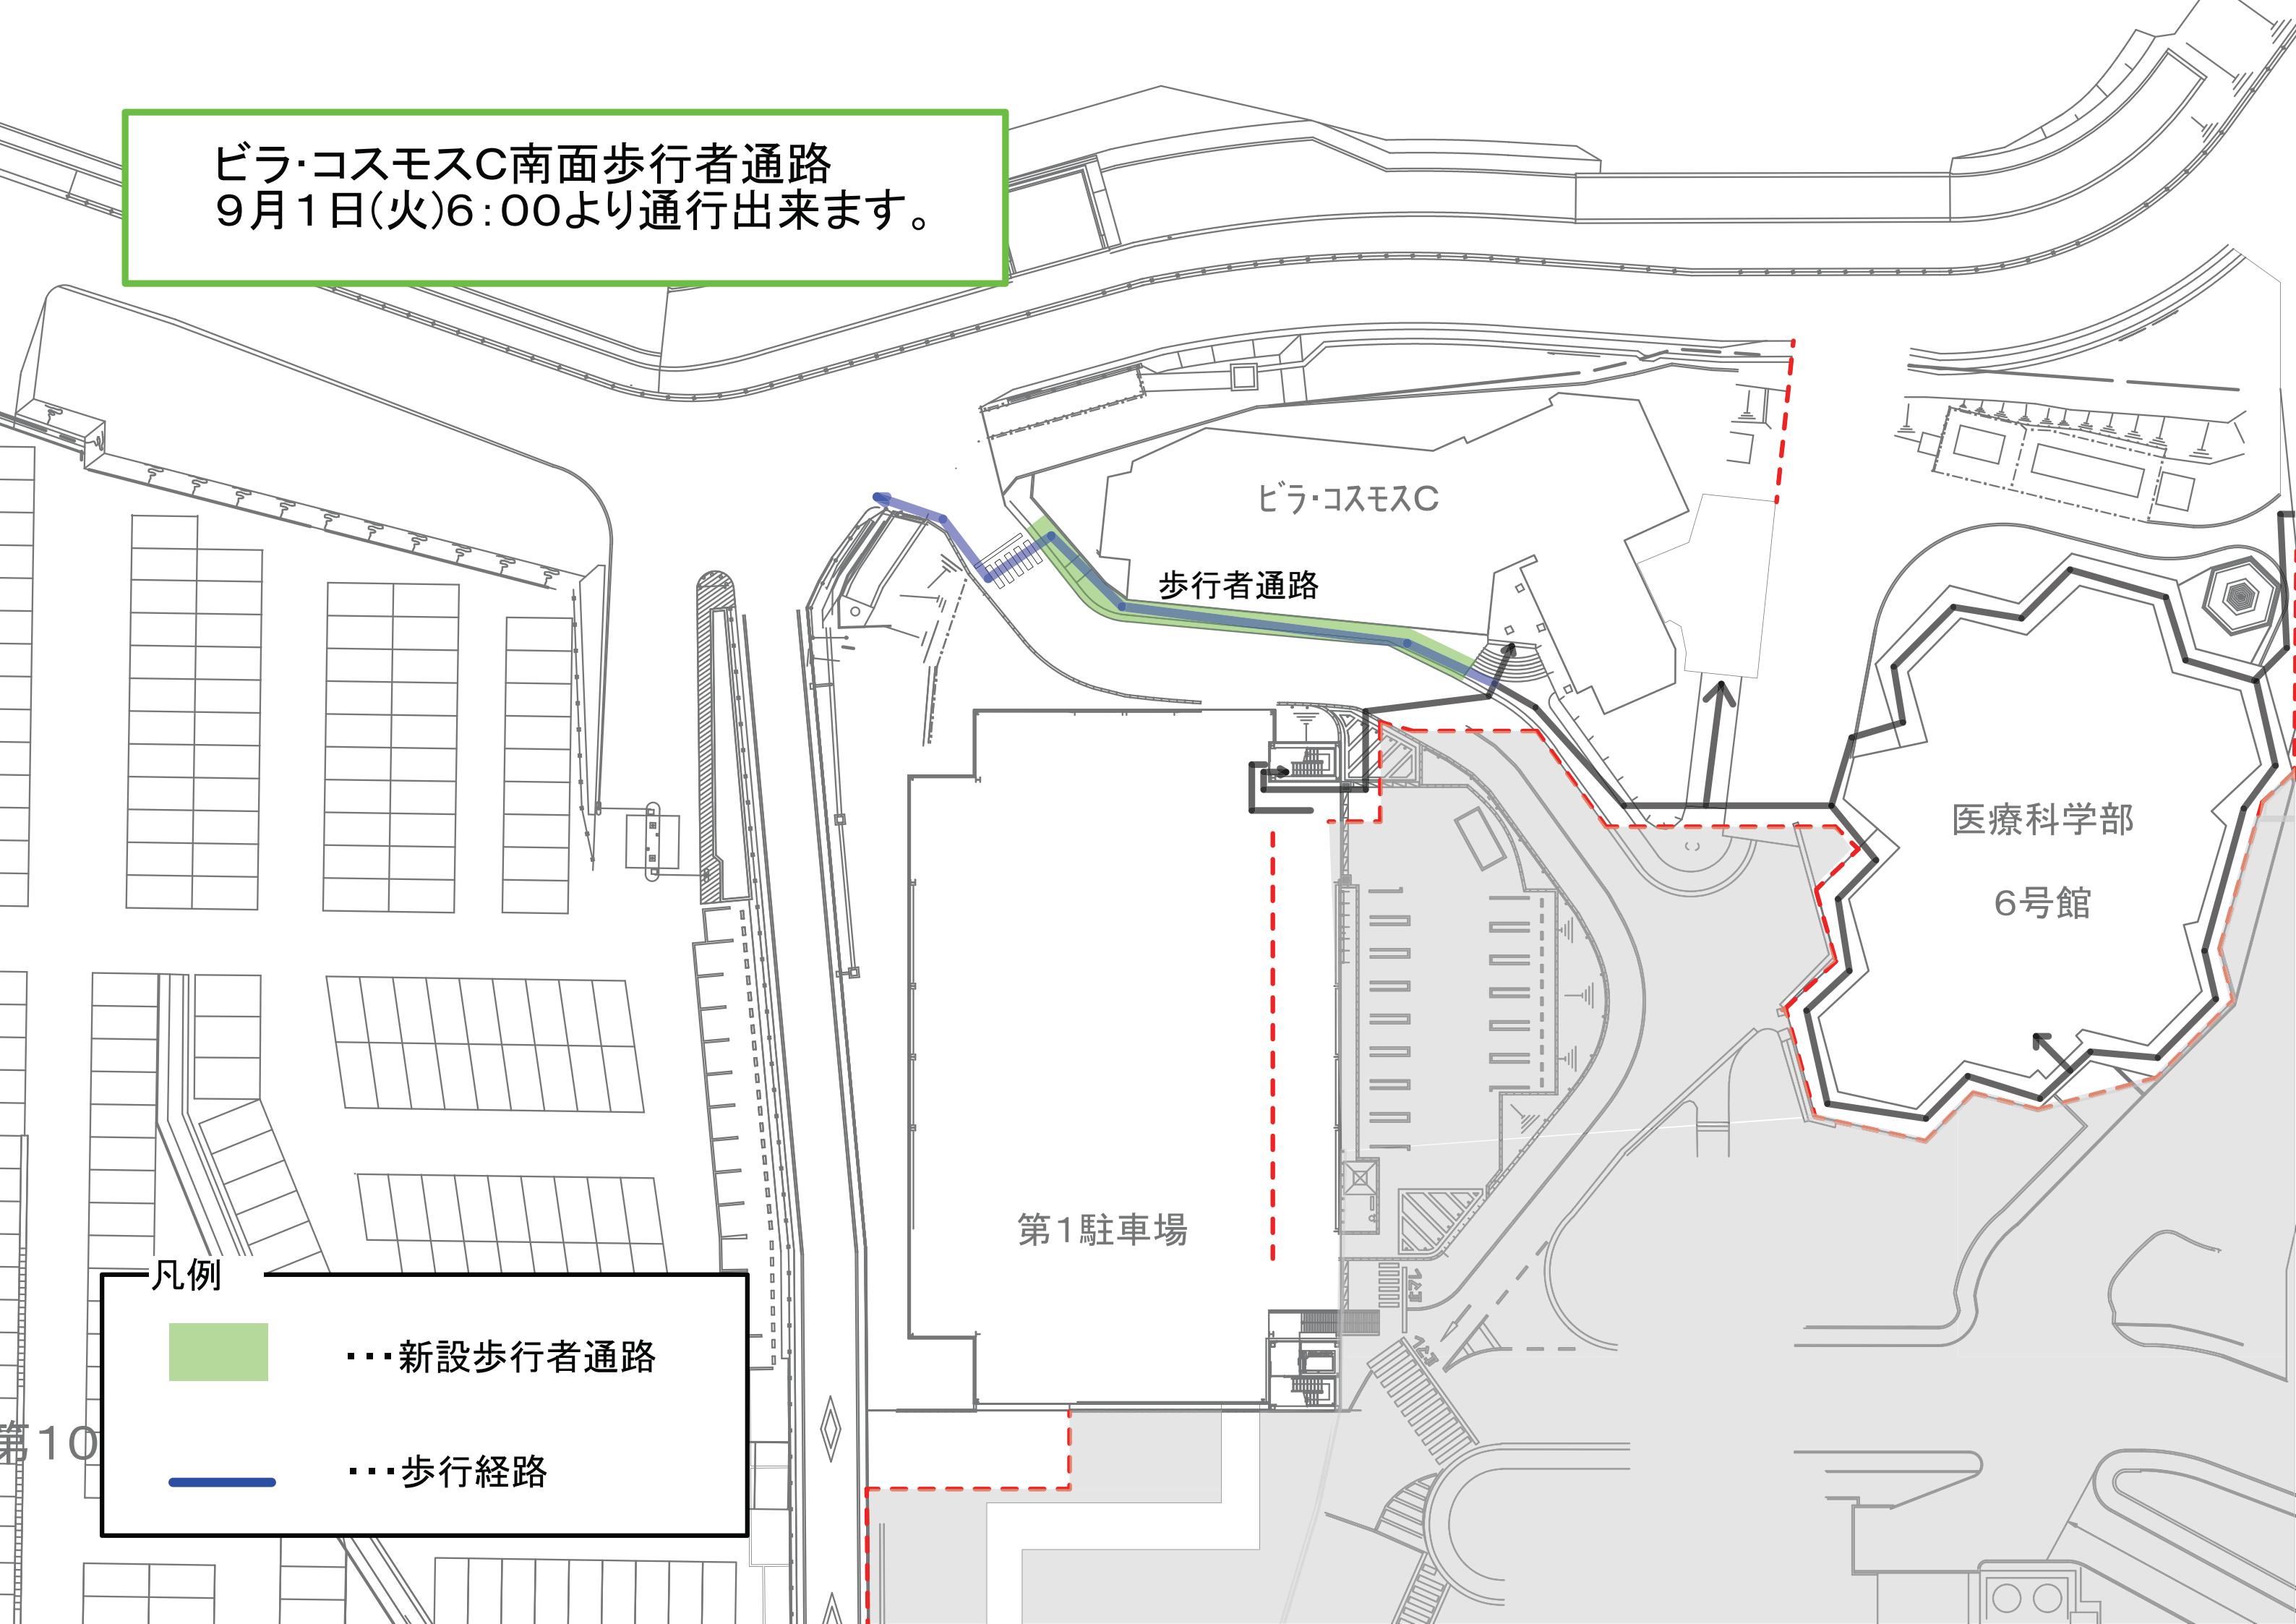 ビラ・コスモスC南面歩行者通路
9月1日(火)6:00より通行出来ます。
ビラ・コスモスC
歩行者通路
医療科学部
6号館
第1駐車場
凡例
・・・新設歩行者通路
・・・歩行経路
第10
止マレ